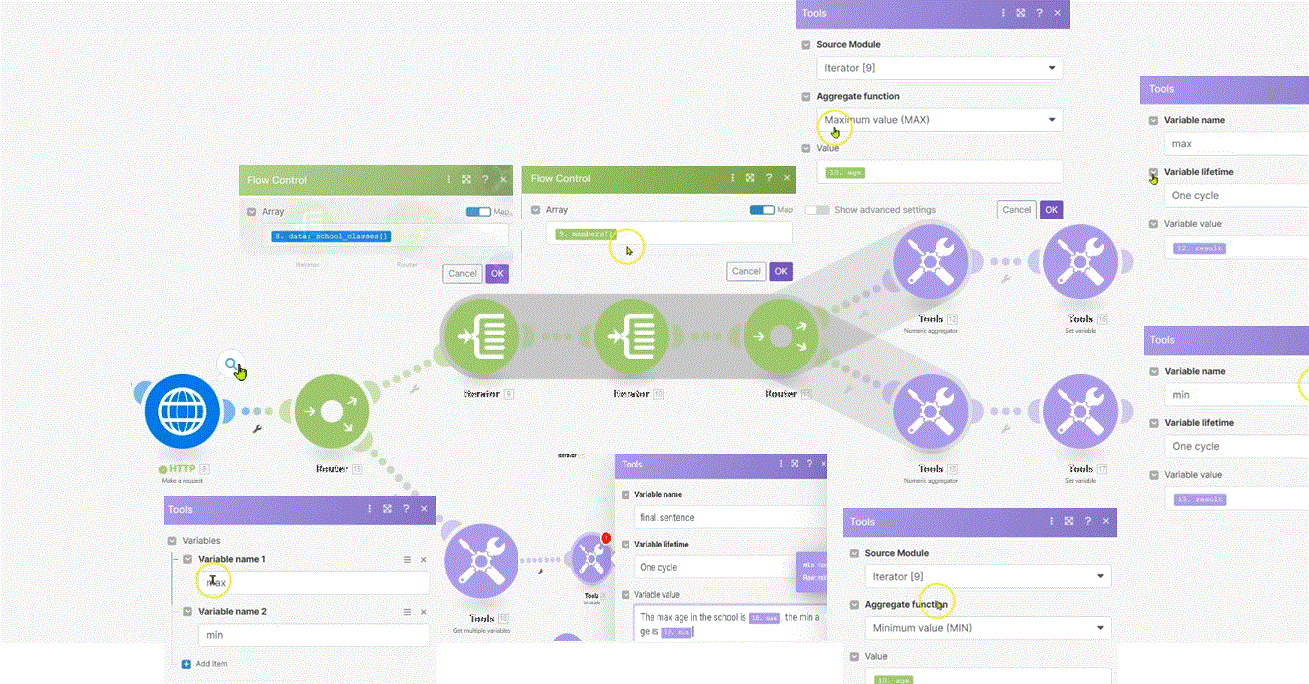 Tools
Source Module
Iterator [9]
Aggregate function
Maximum value (MAX)
Value
10. age
Show advanced settings
Cancel
OK
Tools
Variable name
max
Variable lifetime
One cycle
Variable value
12. result
Flow Control
Array
Map
8. data: school_classes[]
Iterator
Router
Cancel
OK
Flow Control
Array
Map
9. members[]
Cancel
OK
Iterator 9
Iterator 10
Router
Tools 12
Numeric aggregator
Tools 16
Set variable
HTTP 8
Make a request
Router 15
Tools 13
Numeric aggregator
Tools 17
Set variable
Tools
Variable name
min
Variable lifetime
One cycle
Variable value
13. result
Tools
Variables
Variable name 1
max
Variable name 2
min
Add item
Tools 18
Get multiple variables
Iterator
Tools
Tools
Variable name
final_sentence
Variable lifetime
One cycle
Variable value
The max age in the school is 18. max, the min a
ge is 18. min
Tools
Source Module
Iterator [9]
Aggregate function
Minimum value (MIN)
Value
10. age